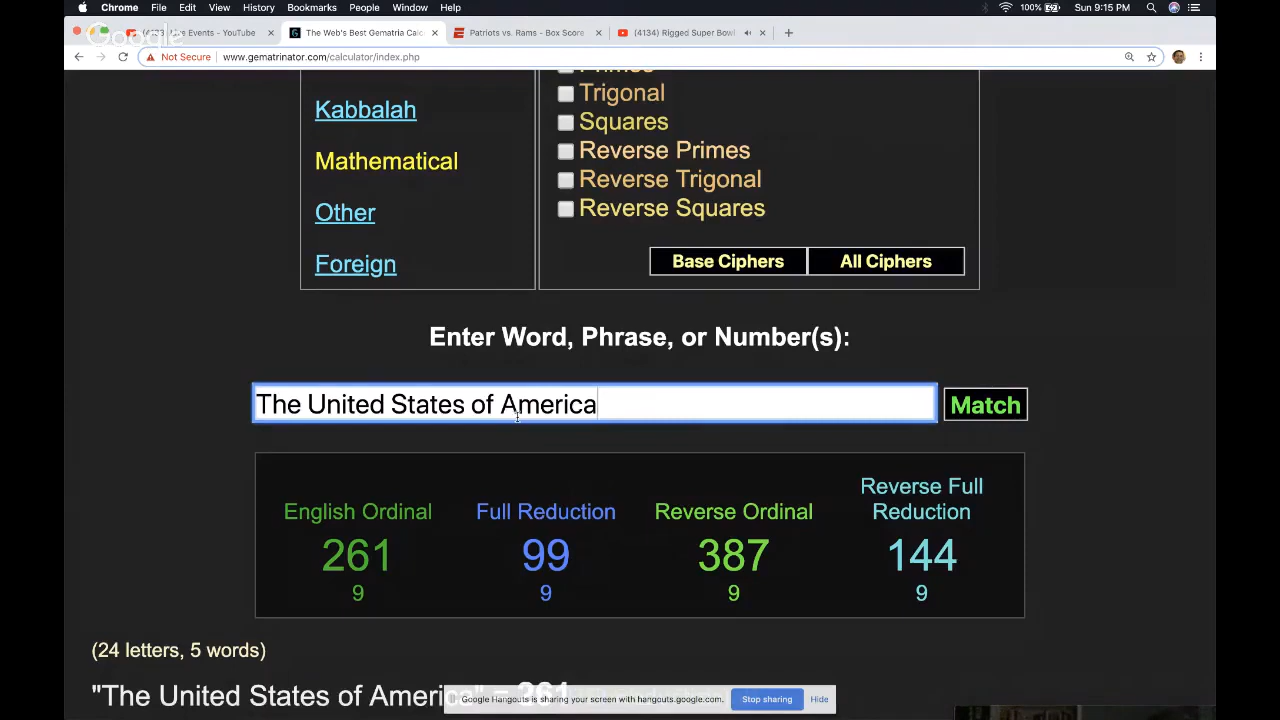 Chrome File Edit View History Bookmarks People Window Help 100% Sun 9:15 PM
Google
Live Events - YouTube The Web's Best Gematria Calc Patriots vs. Rams - Box Score (4134) Rigged Super Bowl
Not Secure www.gematrinator.com/calculator/index.php
Primes
Kabbalah
Trigonal
Squares
Mathematical
Reverse Primes
Reverse Trigonal
Other
Reverse Squares
Foreign
Base Ciphers All Ciphers
Enter Word, Phrase, or Number(s):
The United States of America Match
English Ordinal Full Reduction Reverse Ordinal Reverse Full Reduction
261 99 387 144
9 9 9 9
(24 letters, 5 words)
"The United States of America" = 261
Google Hangouts is sharing your screen with hangouts.google.com. Stop sharing Hide